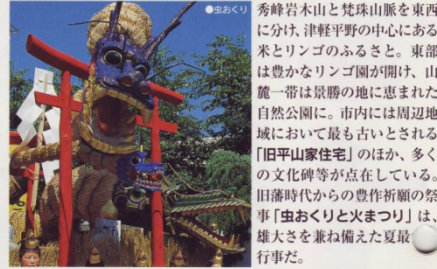 ●虫おくり
秀峰岩木山と梵珠山脈を東西
に分け、津軽平野の中心にある
米とリンゴのふるさと。東部
は豊かなリンゴ園が開け、山
麓一帯は景勝の地に恵まれた
自然公園に。市内には周辺地
域において最も古いとされる
「旧平山家住宅」のほか、多く
の文化碑等が点在している。
旧藩時代からの豊作祈願の祭
事「虫おくりと火まつり」は、
雄大さを兼ね備えた夏最
行事だ。